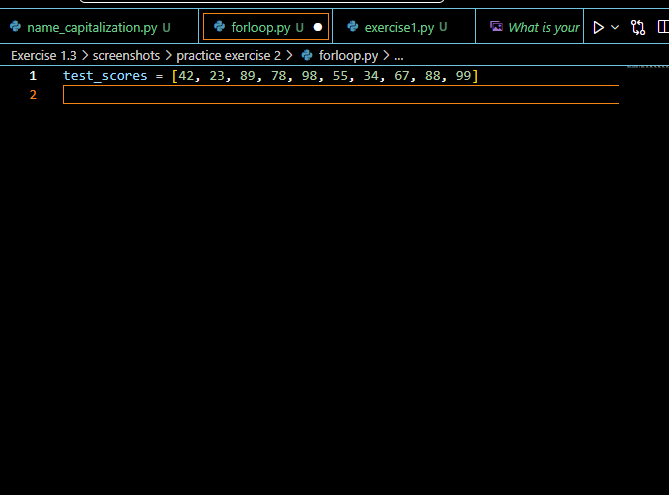 name_capitalization.py U forloop.py U exercise1.py U What is your
Exercise 1.3 > screenshots > practice exercise 2 > forloop.py > ...
1 test_scores = [42, 23, 89, 78, 98, 55, 34, 67, 88, 99]
2